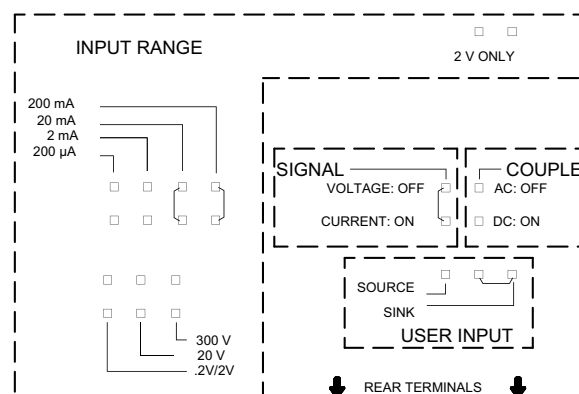 INPUT RANGE
2 V ONLY
200 mA
20 mA
2 mA
200 µA
SIGNAL
VOLTAGE: OFF
CURRENT: ON
COUPLE
AC: OFF
DC: ON
SOURCE
SINK
USER INPUT
300 V
20 V
.2V/2V
REAR TERMINALS